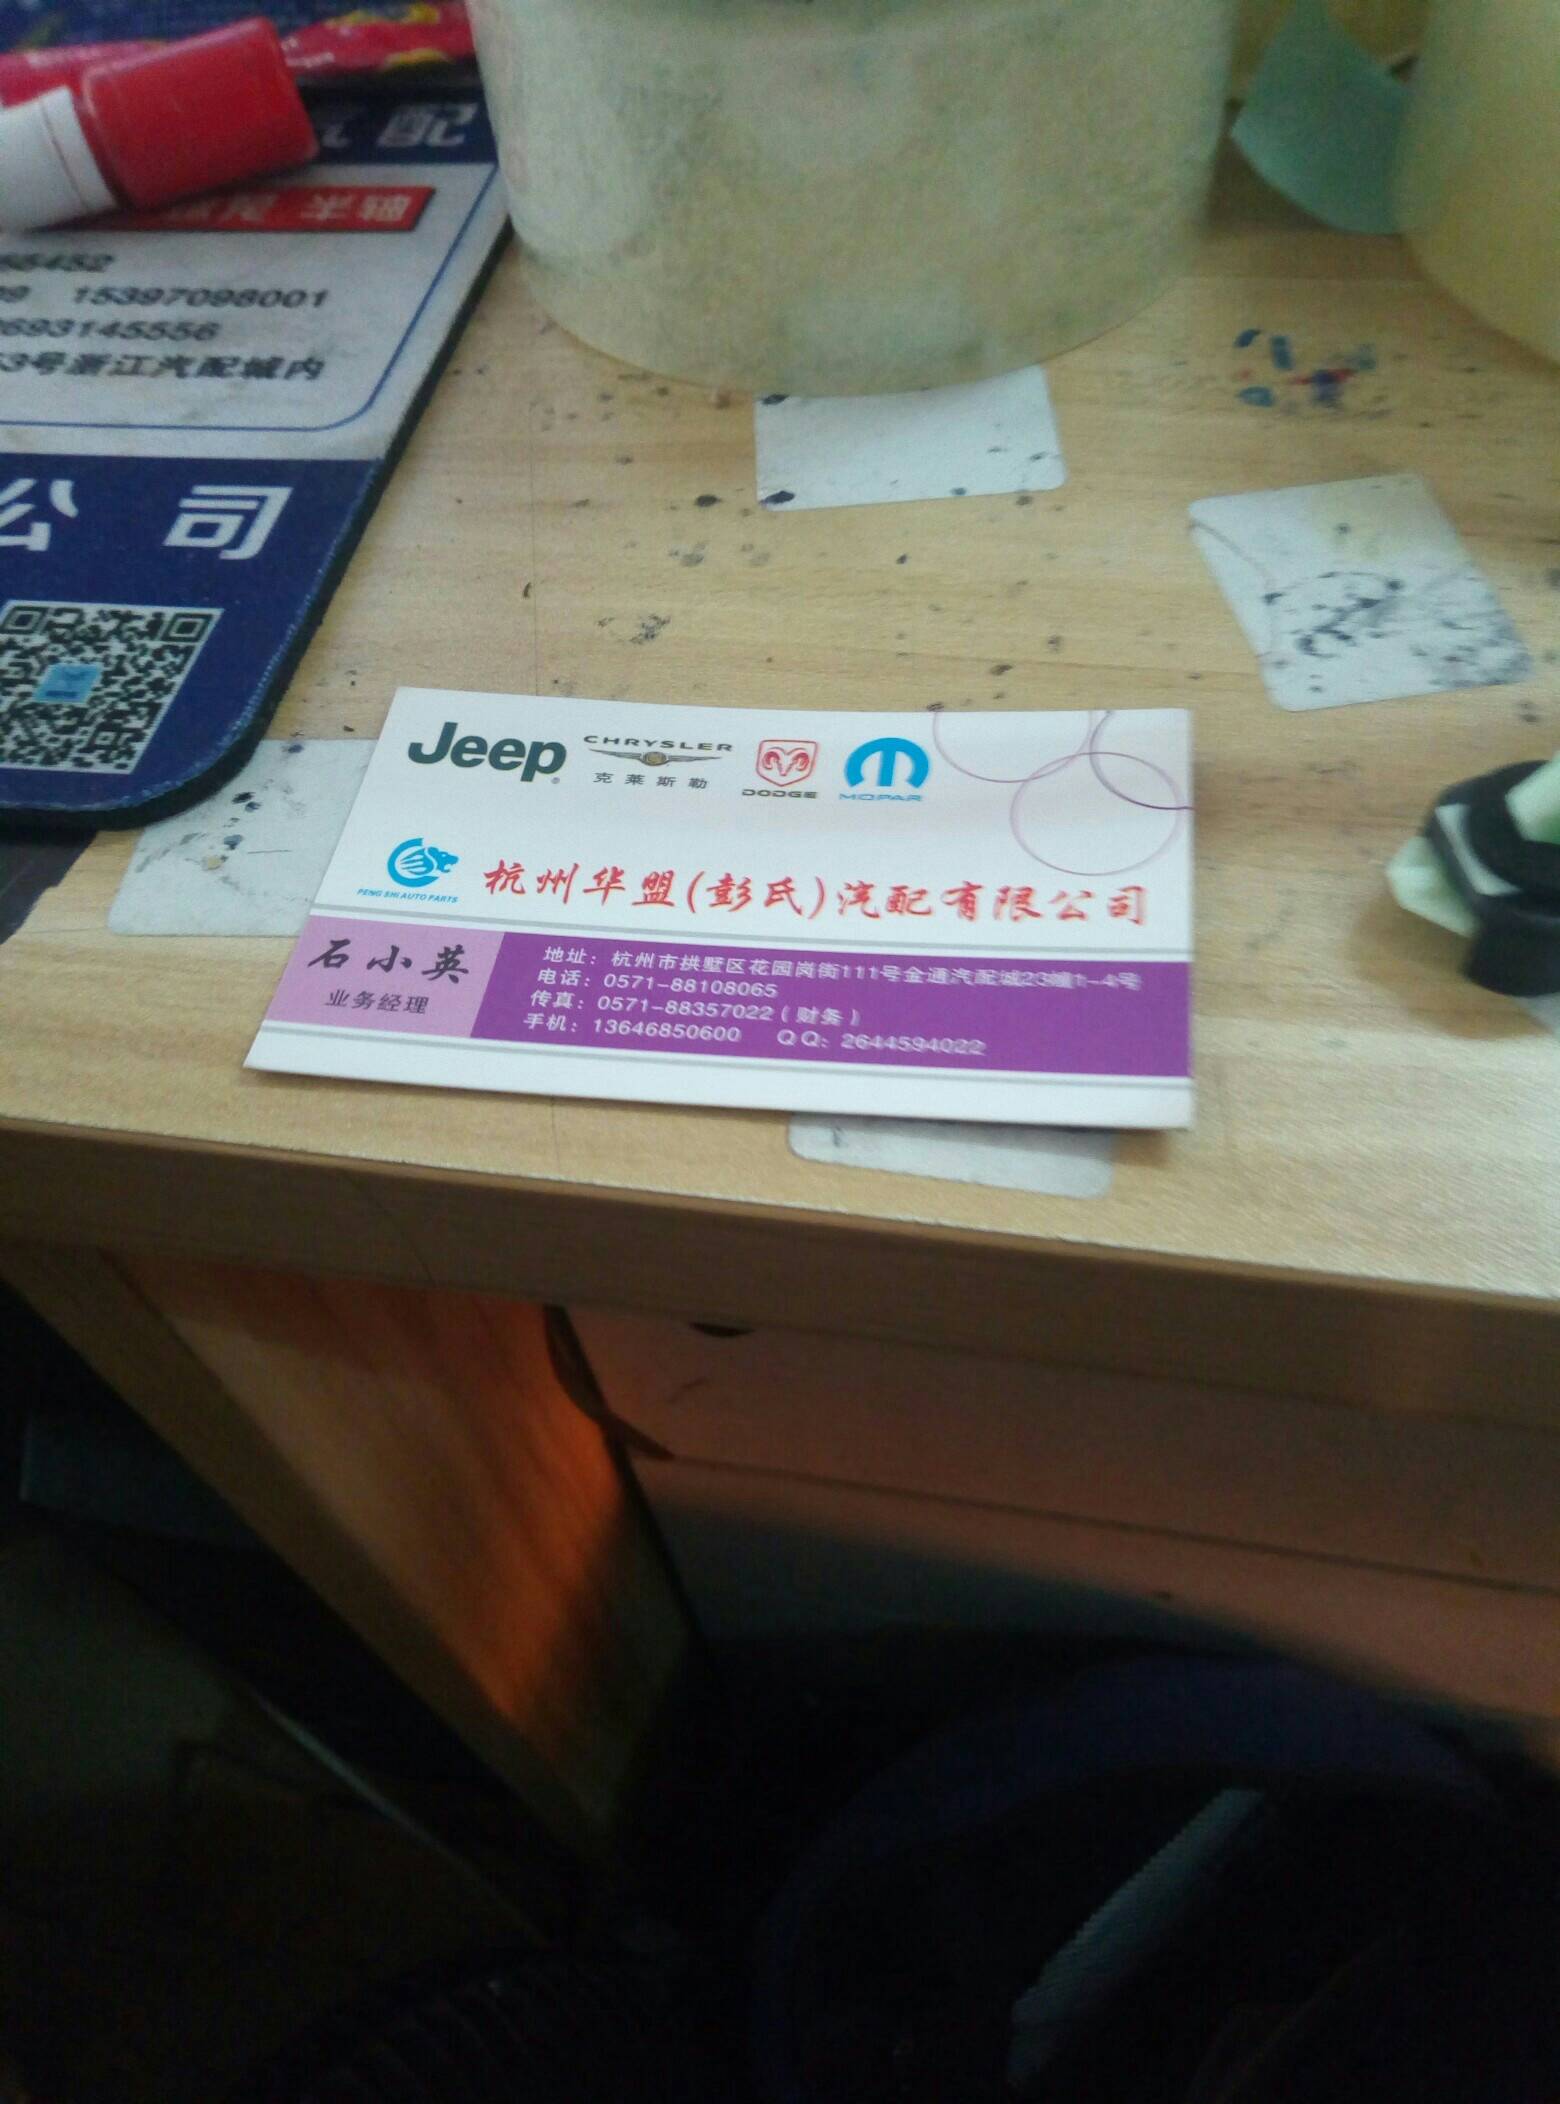 配
15397098001
693145556
3号浙江汽配城内
公司
Jeep
CHRYSLER
克莱斯勒
DODGE
MOPAR
PENG SHI AUTO PARTS
杭州华盟(彭氏)汽配有限公司
石小英
业务经理
地址：杭州市拱墅区花园岗街111号金通汽配城23幢1-4号
电话：0571-88108065
传真：0571-88357022（财务）
手机：13646850600 QQ：2644594022